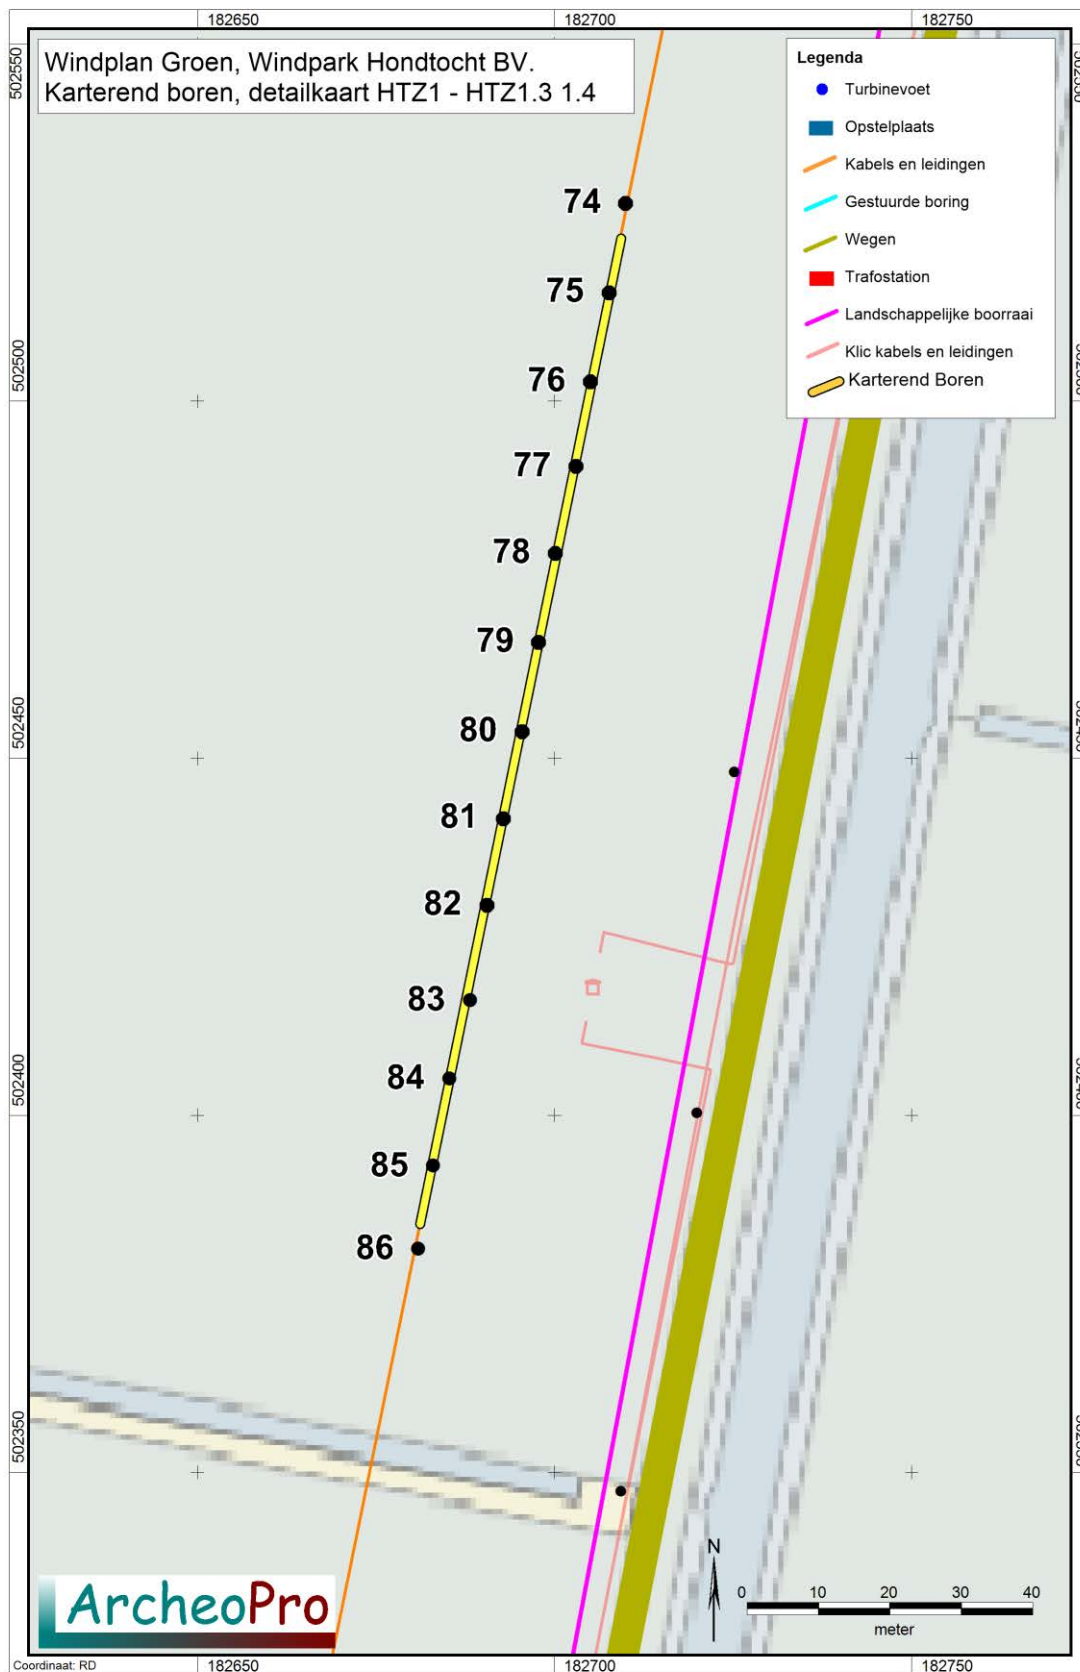 182650
182700
182750
Windplan Groen, Windpark Hondtocht BV.
Karterend boren, detailkaart HTZ1 - HTZ1.3 1.4
Legenda
Turbinevoet
Opstelplaats
Kabels en leidingen
Gestuurde boring
Wegen
Trafostation
Landschappelijke boorraai
Klic kabels en leidingen
Karterend Boren
502550
502500
502450
502400
502350
74
75
76
77
78
79
80
81
82
83
84
85
86
ArcheoPro
N
0 10 20 30 40
meter
Coördinaat: RD
182650
182700
182750